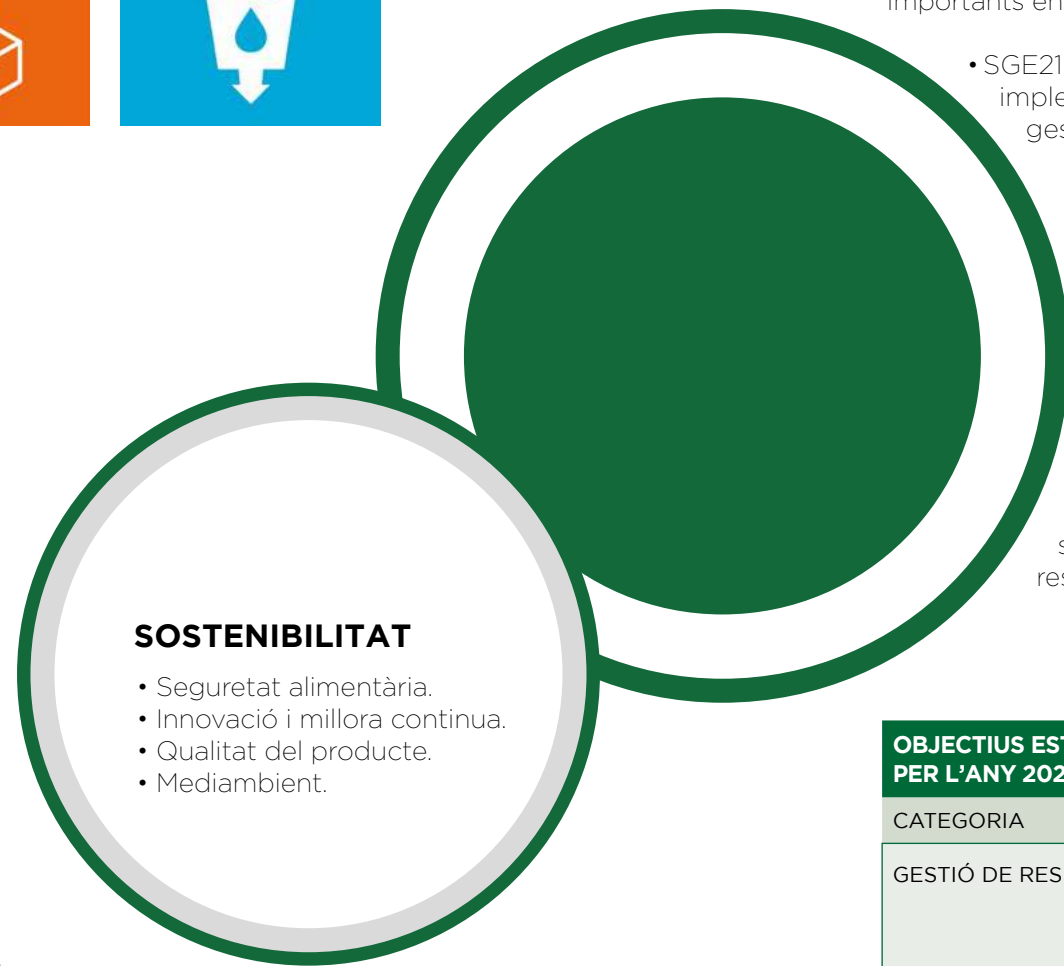 importants en
• SGE21
imple
ges
s
res
SOSTENIBILITAT
• Seguretat alimentària.
• Innovació i millora continua.
• Qualitat del producte.
• Mediambient.
OBJECTIUS EST
PER L’ANY 202
CATEGORIA
GESTIÓ DE RES